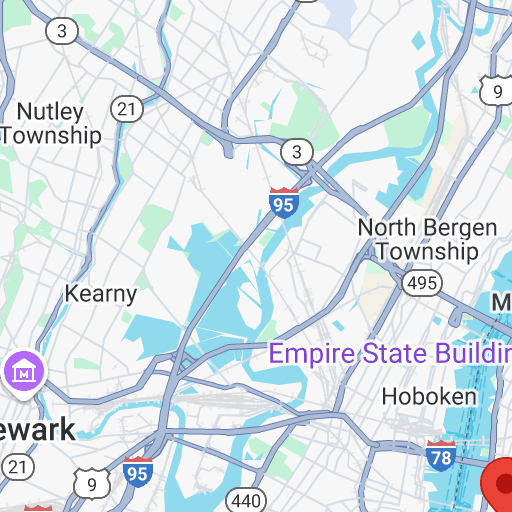 3
9
21
Nutley
Township
3
95
North Bergen
Township
495
Kearny
M
Empire State Buildin
M
Hoboken
ewark
21
9
95
78
440